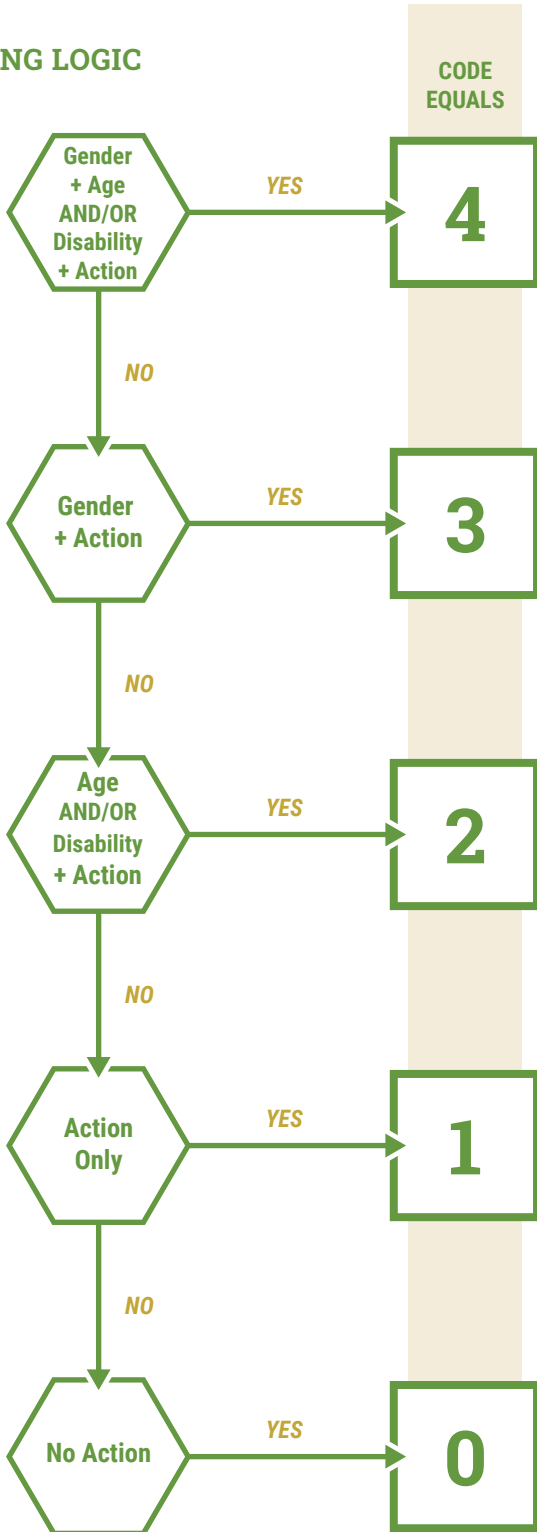 NG LOGIC
CODE
EQUALS
Gender
+ Age
AND/OR
Disability
+ Action
YES
4
NO
Gender
+ Action
YES
3
NO
Age
AND/OR
Disability
+ Action
YES
2
NO
Action
Only
YES
1
NO
No Action
YES
0